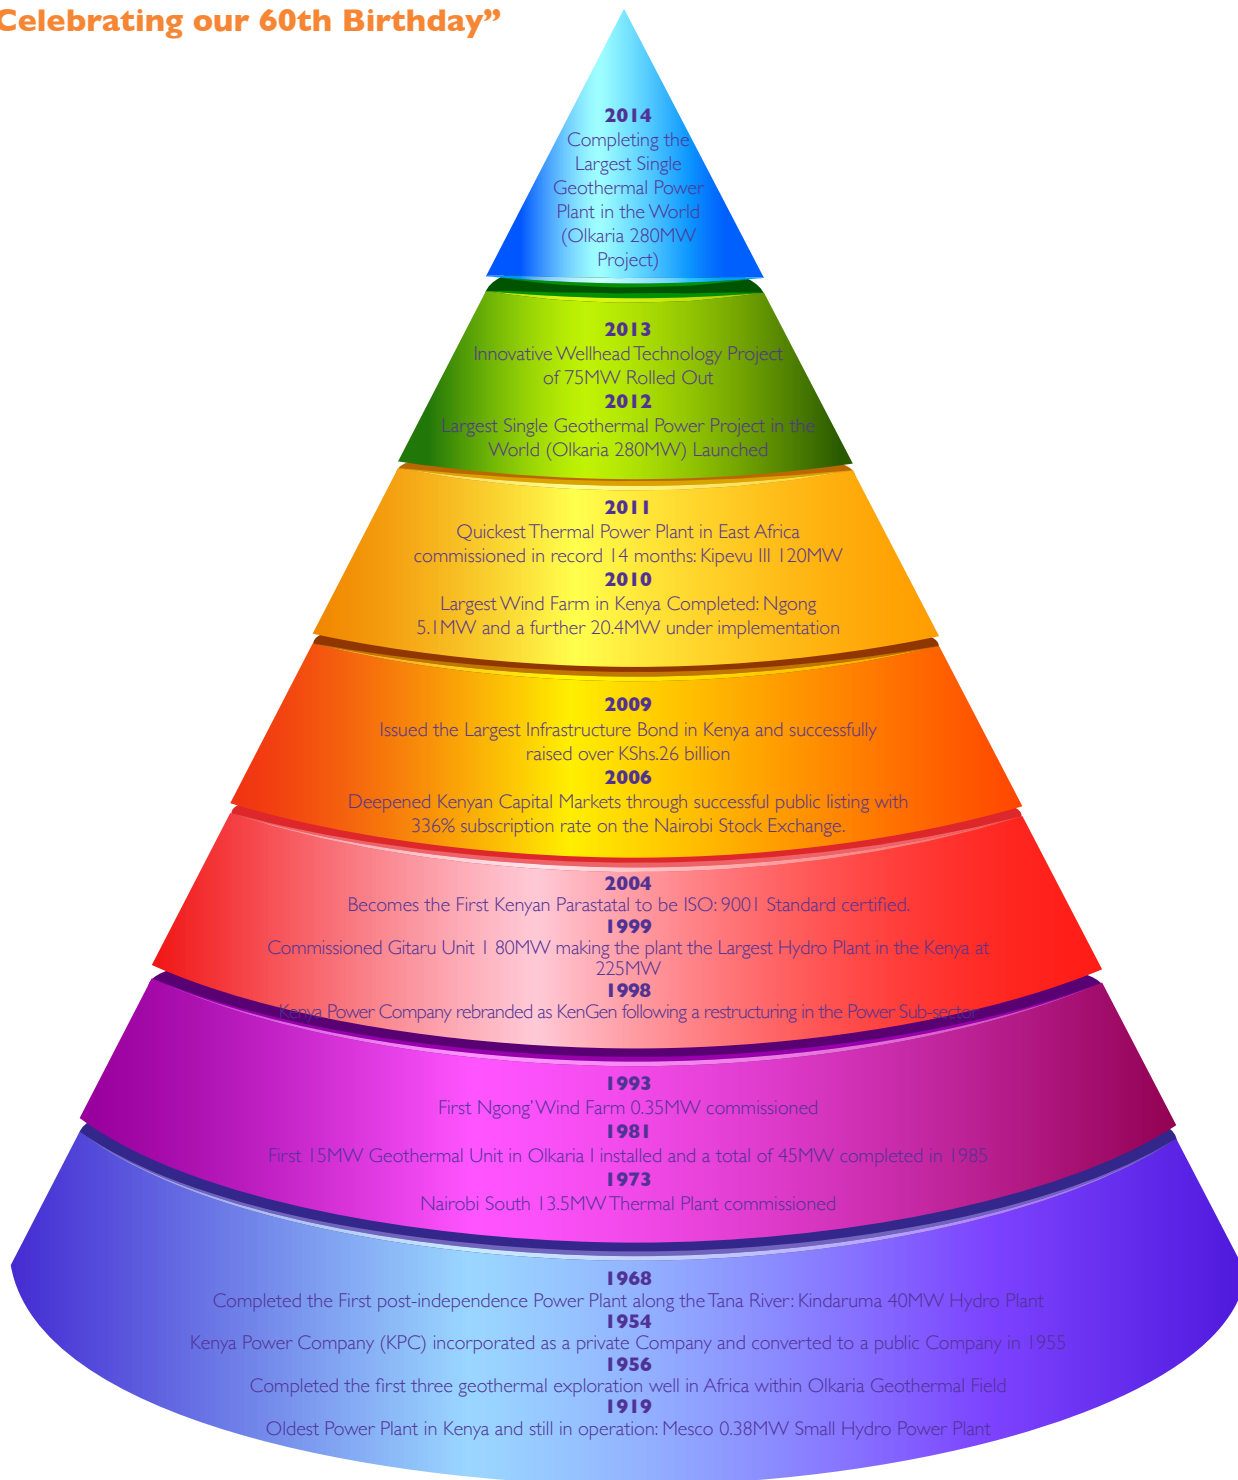 Celebrating our 60th Birthday”
2014
Completing the
Largest Single
Geothermal Power
Plant in the World
(Olkaria 280MW
Project)
2013
Innovative Wellhead Technology Project
of 75MW Rolled Out
2012
Largest Single Geothermal Power Project in the
World (Olkaria 280MW) Launched
2011
Quickest Thermal Power Plant in East Africa
commissioned in record 14 months: Kipevu III 120MW
2010
Largest Wind Farm in Kenya Completed: Ngong
5.1MW and a further 20.4MW under implementation
2009
Issued the Largest Infrastructure Bond in Kenya and successfully
raised over KShs.26 billion
2006
Deepened Kenyan Capital Markets through successful public listing with
336% subscription rate on the Nairobi Stock Exchange.
2004
Becomes the First Kenyan Parastatal to be ISO: 9001 Standard certified.
1999
Commissioned Gitaru Unit 1 80MW making the plant the Largest Hydro Plant in the Kenya at
225MW
1998
Kenya Power Company rebranded as KenGen following a restructuring in the Power Sub-sector
1993
First Ngong’ Wind Farm 0.35MW commissioned
1981
First 15MW Geothermal Unit in Olkaria I installed and a total of 45MW completed in 1985
1973
Nairobi South 13.5MW Thermal Plant commissioned
1968
Completed the First post-independence Power Plant along the Tana River: Kindaruma 40MW Hydro Plant
1954
Kenya Power Company (KPC) incorporated as a private Company and converted to a public Company in 1955
1956
Completed the first three geothermal exploration well in Africa within Olkaria Geothermal Field
1919
Oldest Power Plant in Kenya and still in operation: Mesco 0.38MW Small Hydro Power Plant